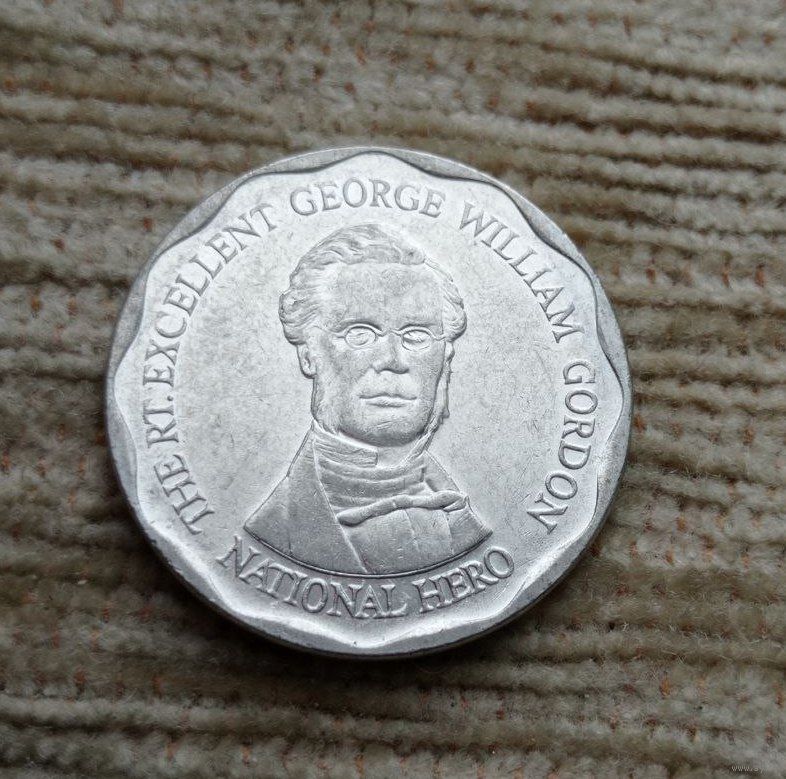 THE RT. EXCELLENT GEORGE WILLIAM GORDON
NATIONAL HERO